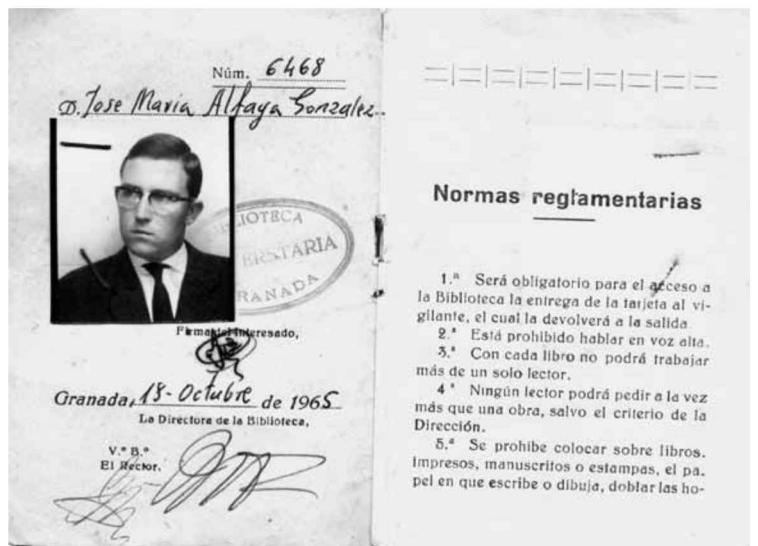 Núm. 6468
D. Jose Maria Alfaya Gonzalez
BIBLIOTECA
ERSITARIA
GRANADA
Firma del interesado,
Granada, 18-Octubre de 1965
La Directora de la Biblioteca,
V.º B.º
El Rector.
Normas reglamentarias
1.ª Será obligatorio para el acceso a
la Biblioteca la entrega de la tarjeta al vi-
gilante, el cual la devolverá a la salida.
2.ª Está prohibido hablar en voz alta.
3.ª Con cada libro no podrá trabajar
más de un solo lector.
4ª Ningún lector podrá pedir a la vez
más que una obra, salvo el criterio de la
Dirección.
5.ª Se prohibe colocar sobre libros.
Impresos, manuscritos o estampas, el pa-
pel en que escribe o dibuja, doblar las ho-